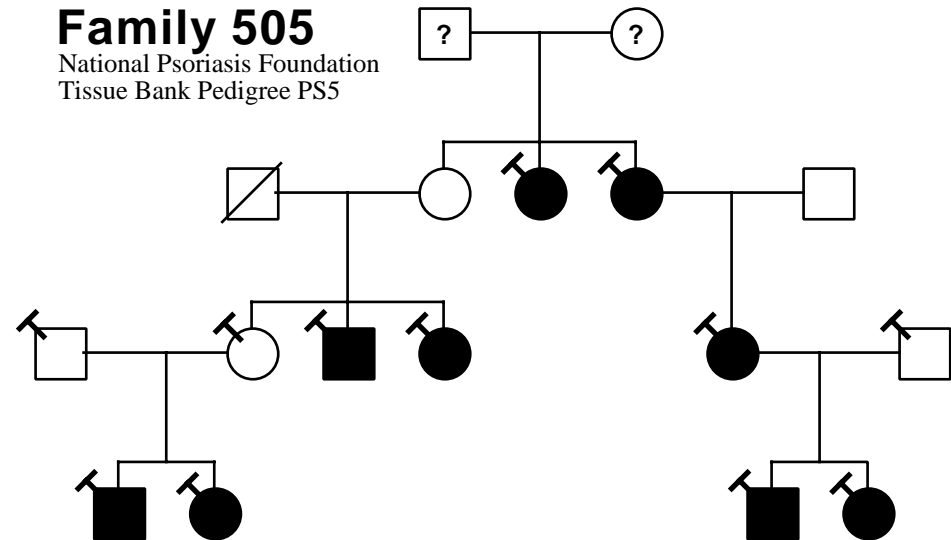 Family 505
National Psoriasis Foundation
Tissue Bank Pedigree PS5
? ?